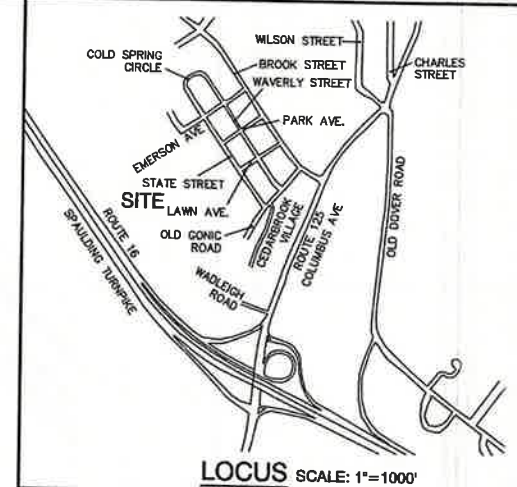 WILSON STREET
COLD SPRING
CIRCLE
BROOK STREET
CHARLES
STREET
WAVERLY STREET
PARK AVE.
EMERSON AVE
STATE STREET
SITE
LAWN AVE.
OLD GONIC
ROAD
CEDARBROOK
VILLAGE
ROUTE 125
COLUMBUS AVE
OLD DOVER ROAD
ROUTE 16
SPAULDING TURNPIKE
WADLEIGH
ROAD
LOCUS SCALE: 1"=1000'